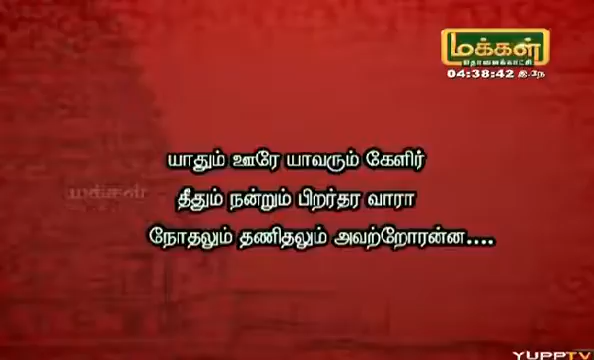 மக்கள்
தொலைக்காட்சி
04:38:42 இ.நே
யாதும் ஊரே யாவரும் கேளிர்
மக்கள்
தீதும் நன்றும் பிறர்தர வாரா
நோதலும் தணிதலும் அவற்றோரன்ன....
YUPPTV